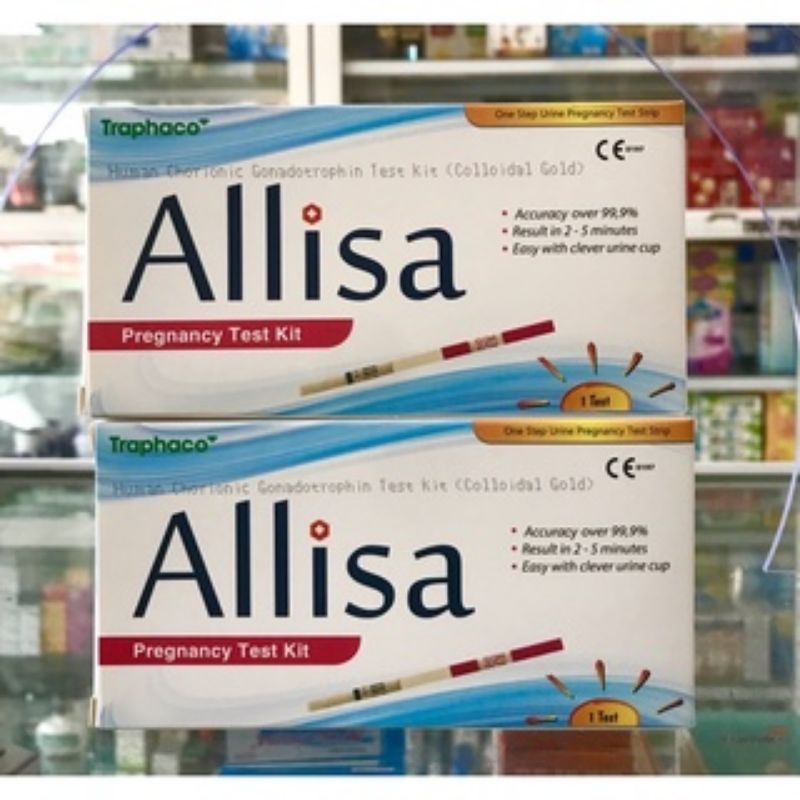 Traphaco
One Step Urine Pregnancy Test Strip
CE 0197
Human Chorionic Gonadotrophin Test Kit (Colloidal Gold)
Allisa
• Accuracy over 99,9%
• Result in 2 - 5 minutes
• Easy with clever urine cup
Pregnancy Test Kit
1 Test
Traphaco
One Step Urine Pregnancy Test Strip
CE 0197
Human Chorionic Gonadotrophin Test Kit (Colloidal Gold)
Allisa
• Accuracy over 99,9%
• Result in 2 - 5 minutes
• Easy with clever urine cup
Pregnancy Test Kit
1 Test